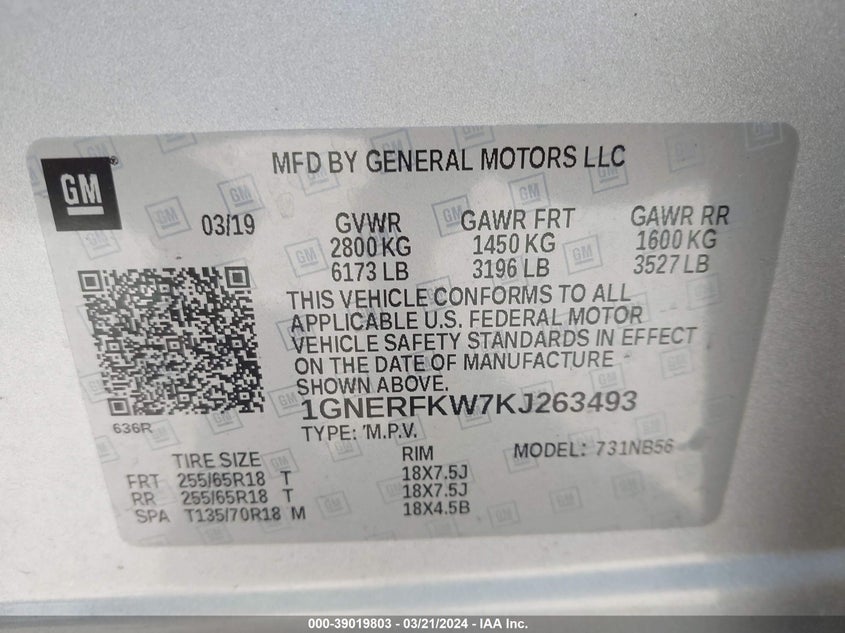 GM
MFD BY GENERAL MOTORS LLC
03/19 GVWR GAWR FRT GAWR RR
2800 KG 1450 KG 1600 KG
6173 LB 3196 LB 3527 LB
THIS VEHICLE CONFORMS TO ALL
APPLICABLE U.S. FEDERAL MOTOR
VEHICLE SAFETY STANDARDS IN EFFECT
ON THE DATE OF MANUFACTURE
SHOWN ABOVE.
1GNERFKW7KJ263493
636R
TYPE: M.P.V. MODEL: 731NB56
TIRE SIZE RIM
FRT 255/65R18 T 18X7.5J
RR 255/65R18 T 18X7.5J
SPA T135/70R18 M 18X4.5B
000-39019803 - 03/21/2024 - IAA Inc.